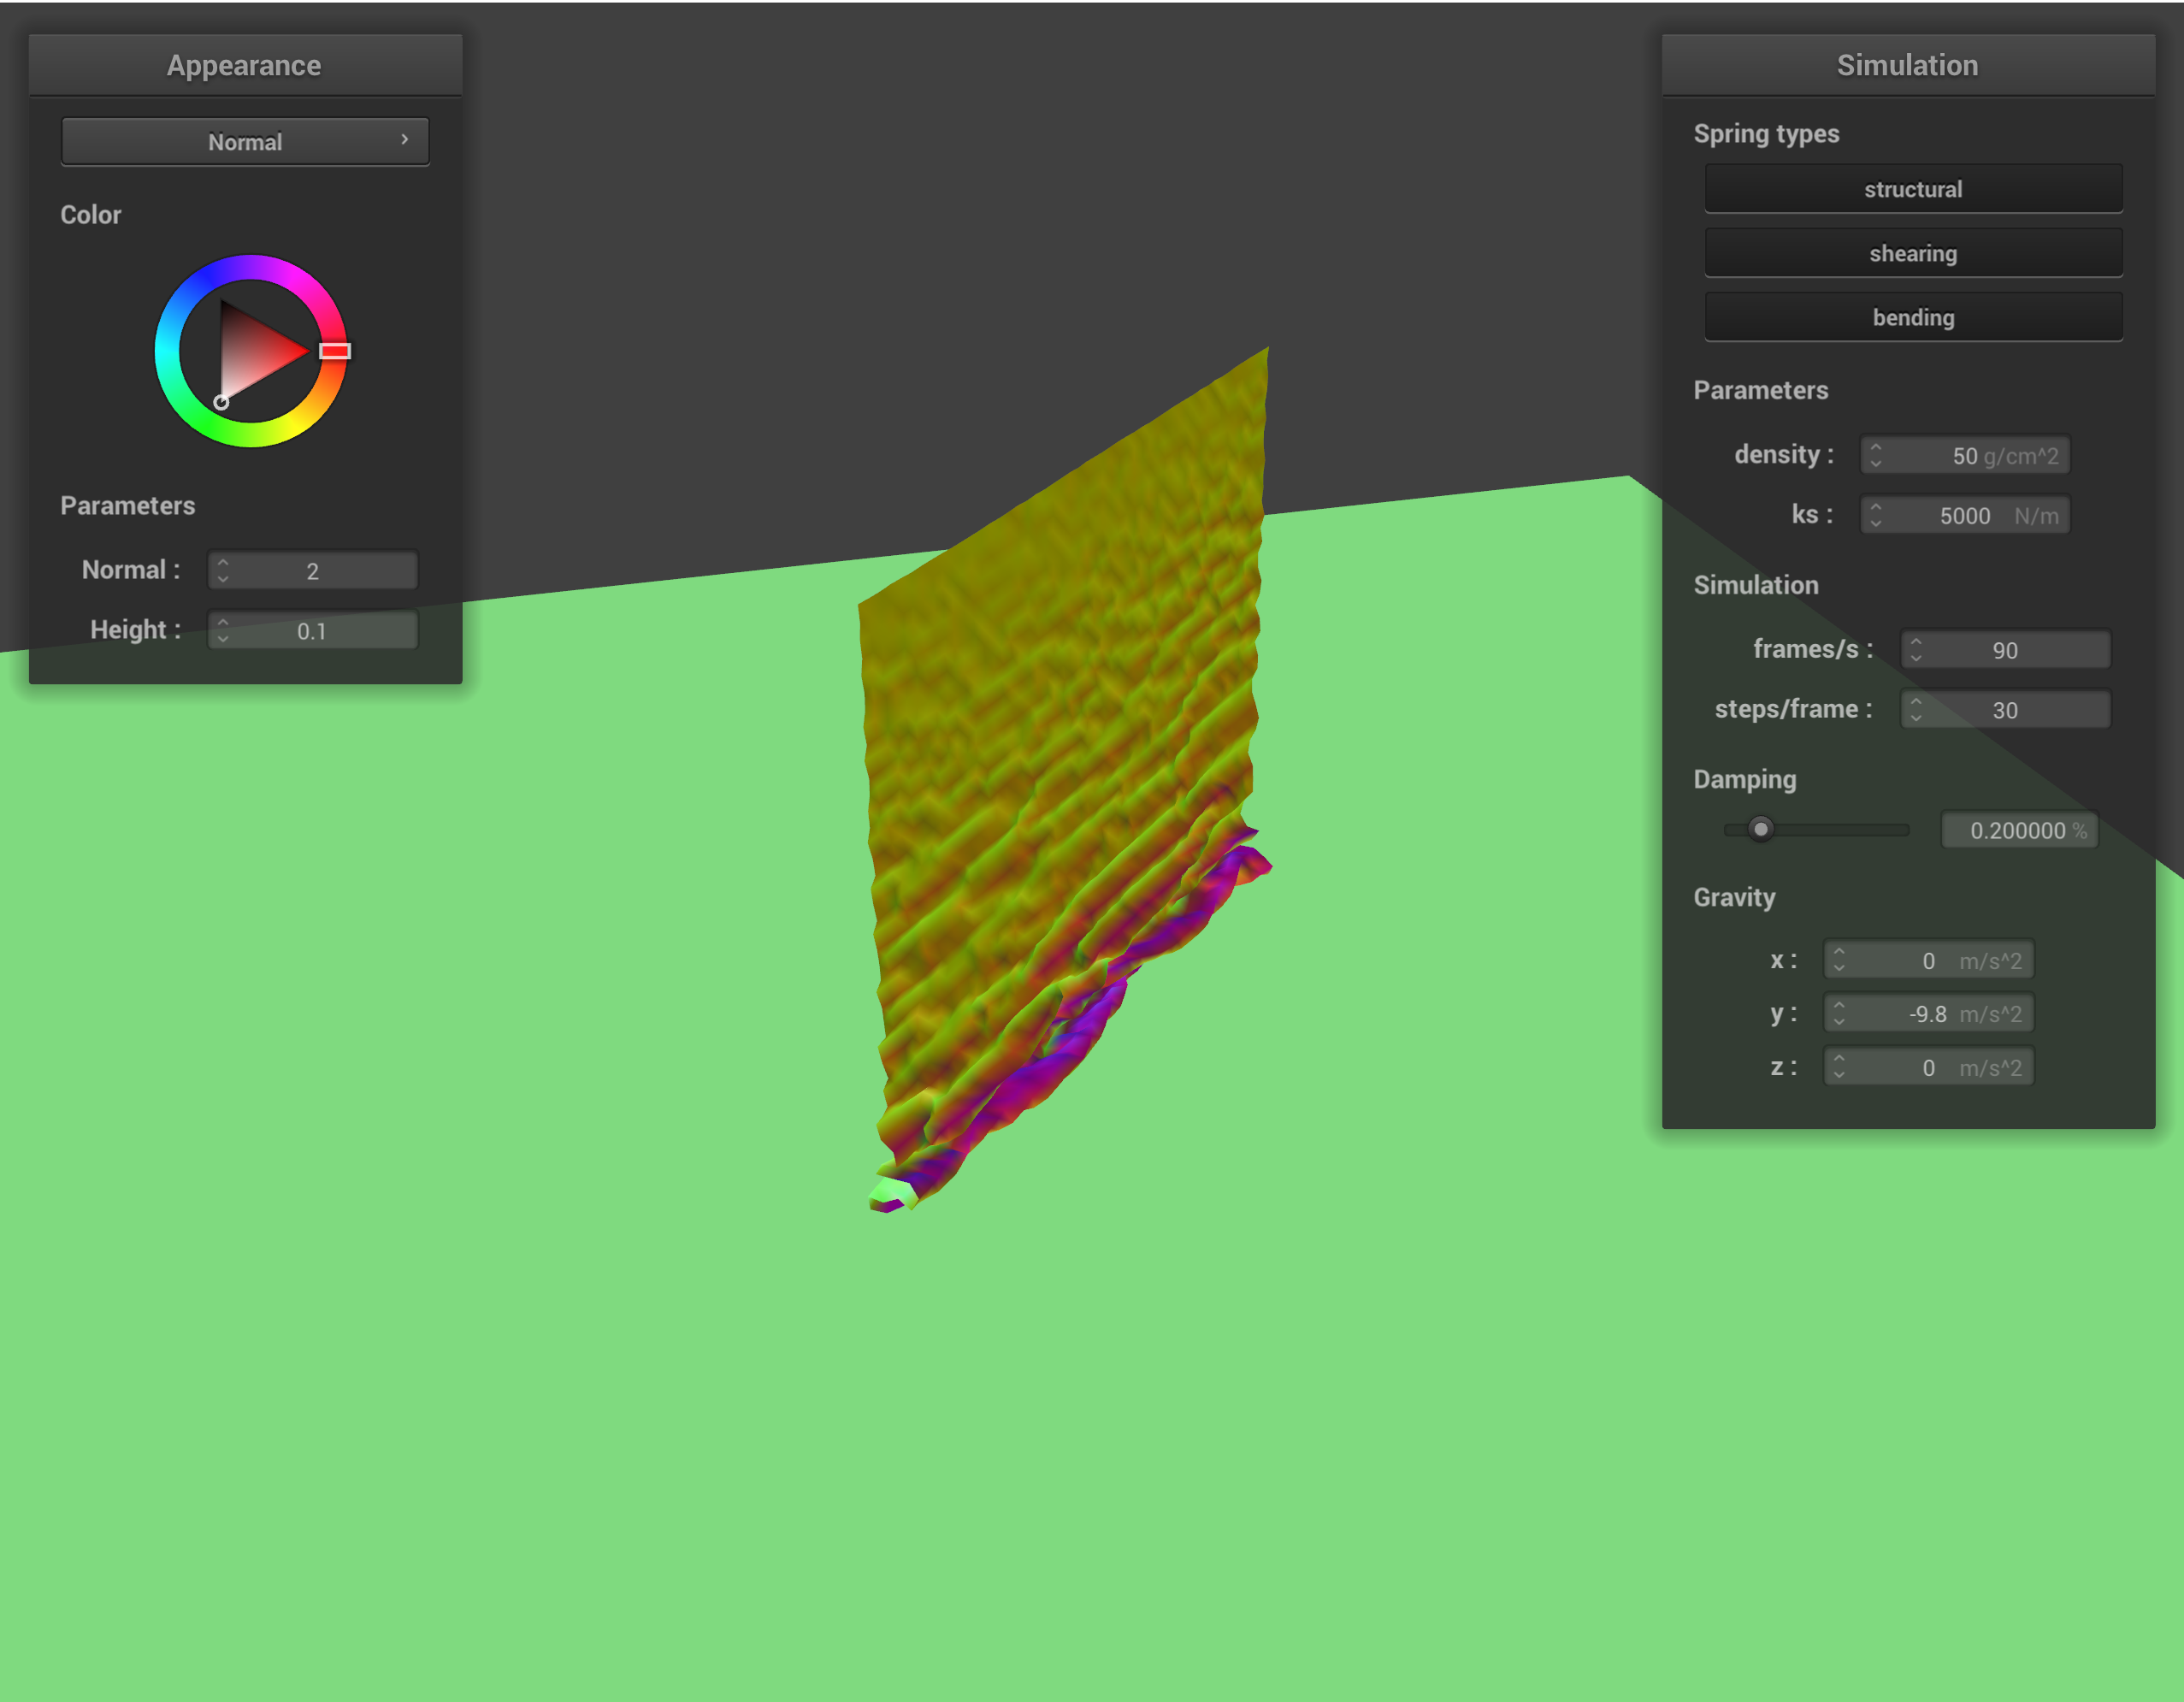 Appearance
Normal
Color
Parameters
Normal : 2
Height : 0.1
Simulation
Spring types
structural
shearing
bending
Parameters
density : 50 g/cm^2
ks : 5000 N/m
Simulation
frames/s : 90
steps/frame : 30
Damping
0.200000 %
Gravity
x : 0 m/s^2
y : -9.8 m/s^2
z : 0 m/s^2